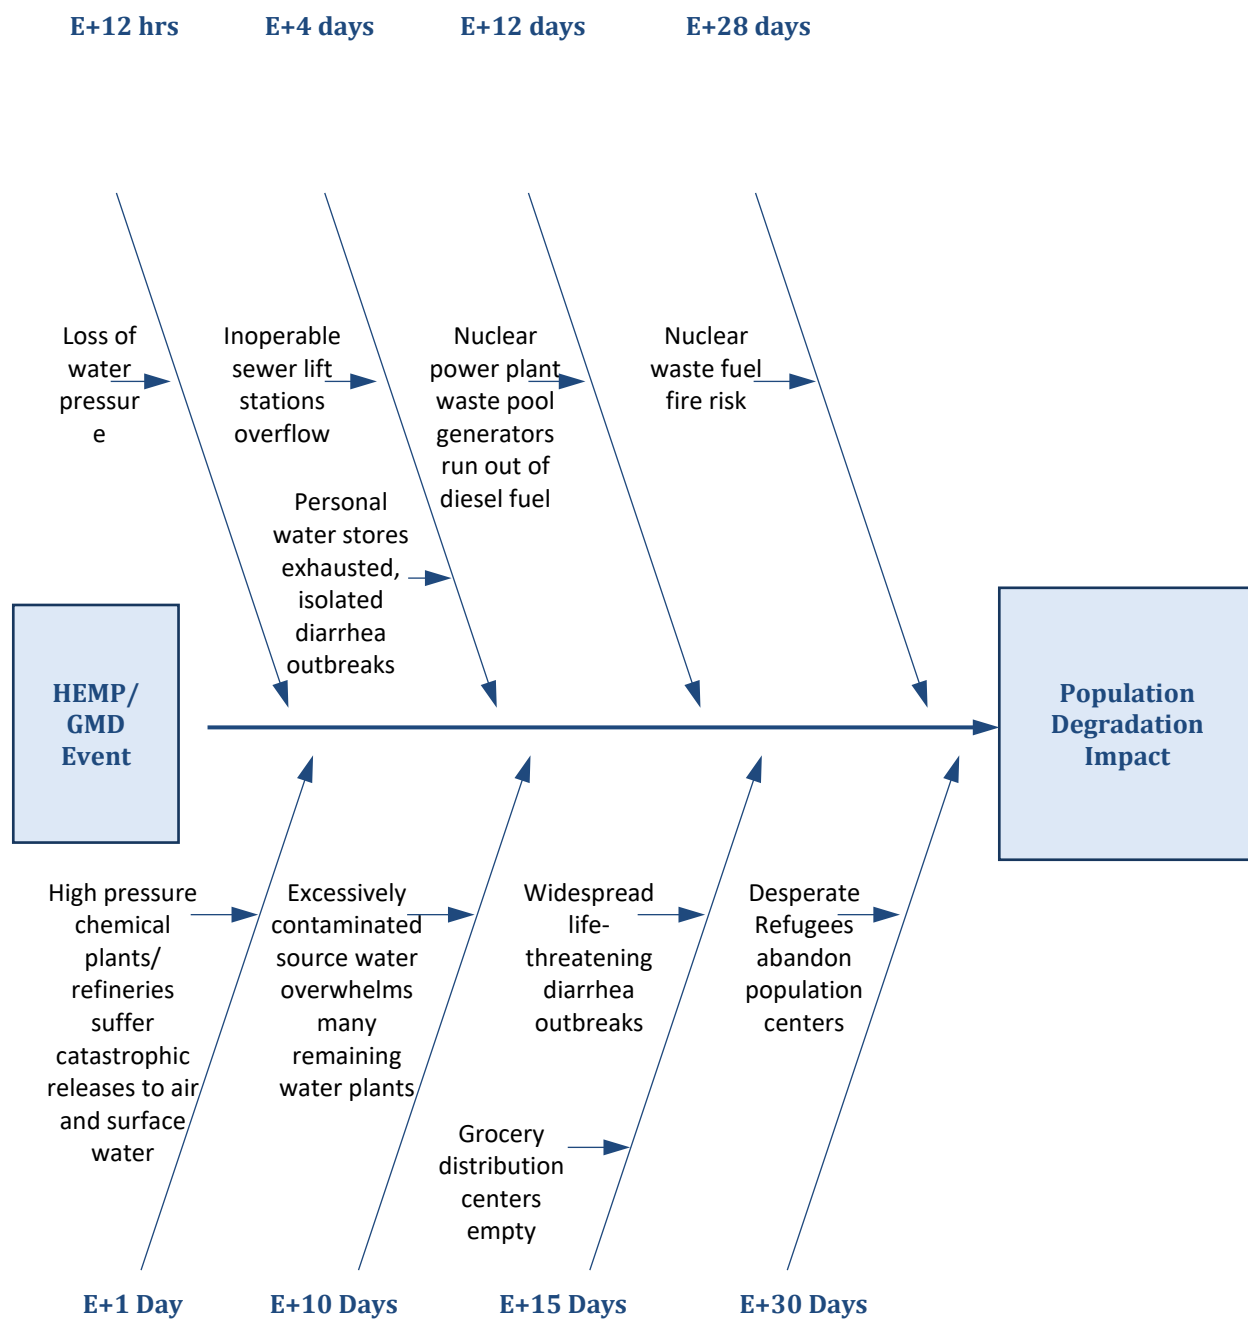 E+12 hrs
E+4 days
E+12 days
E+28 days
Loss of
water
pressur
e
Inoperable
sewer lift
stations
overflow
Personal
water stores
exhausted,
isolated
diarrhea
outbreaks
Nuclear
power plant
waste pool
generators
run out of
diesel fuel
Nuclear
waste fuel
fire risk
HEMP/
GMD
Event
Population
Degradation
Impact
High pressure
chemical
plants/
refineries
suffer
catastrophic
releases to air
and surface
water
Excessively
contaminated
source water
overwhelms
many
remaining
water plants
Widespread
life-
threatening
diarrhea
outbreaks
Grocery
distribution
centers
empty
Desperate
Refugees
abandon
population
centers
E+1 Day
E+10 Days
E+15 Days
E+30 Days